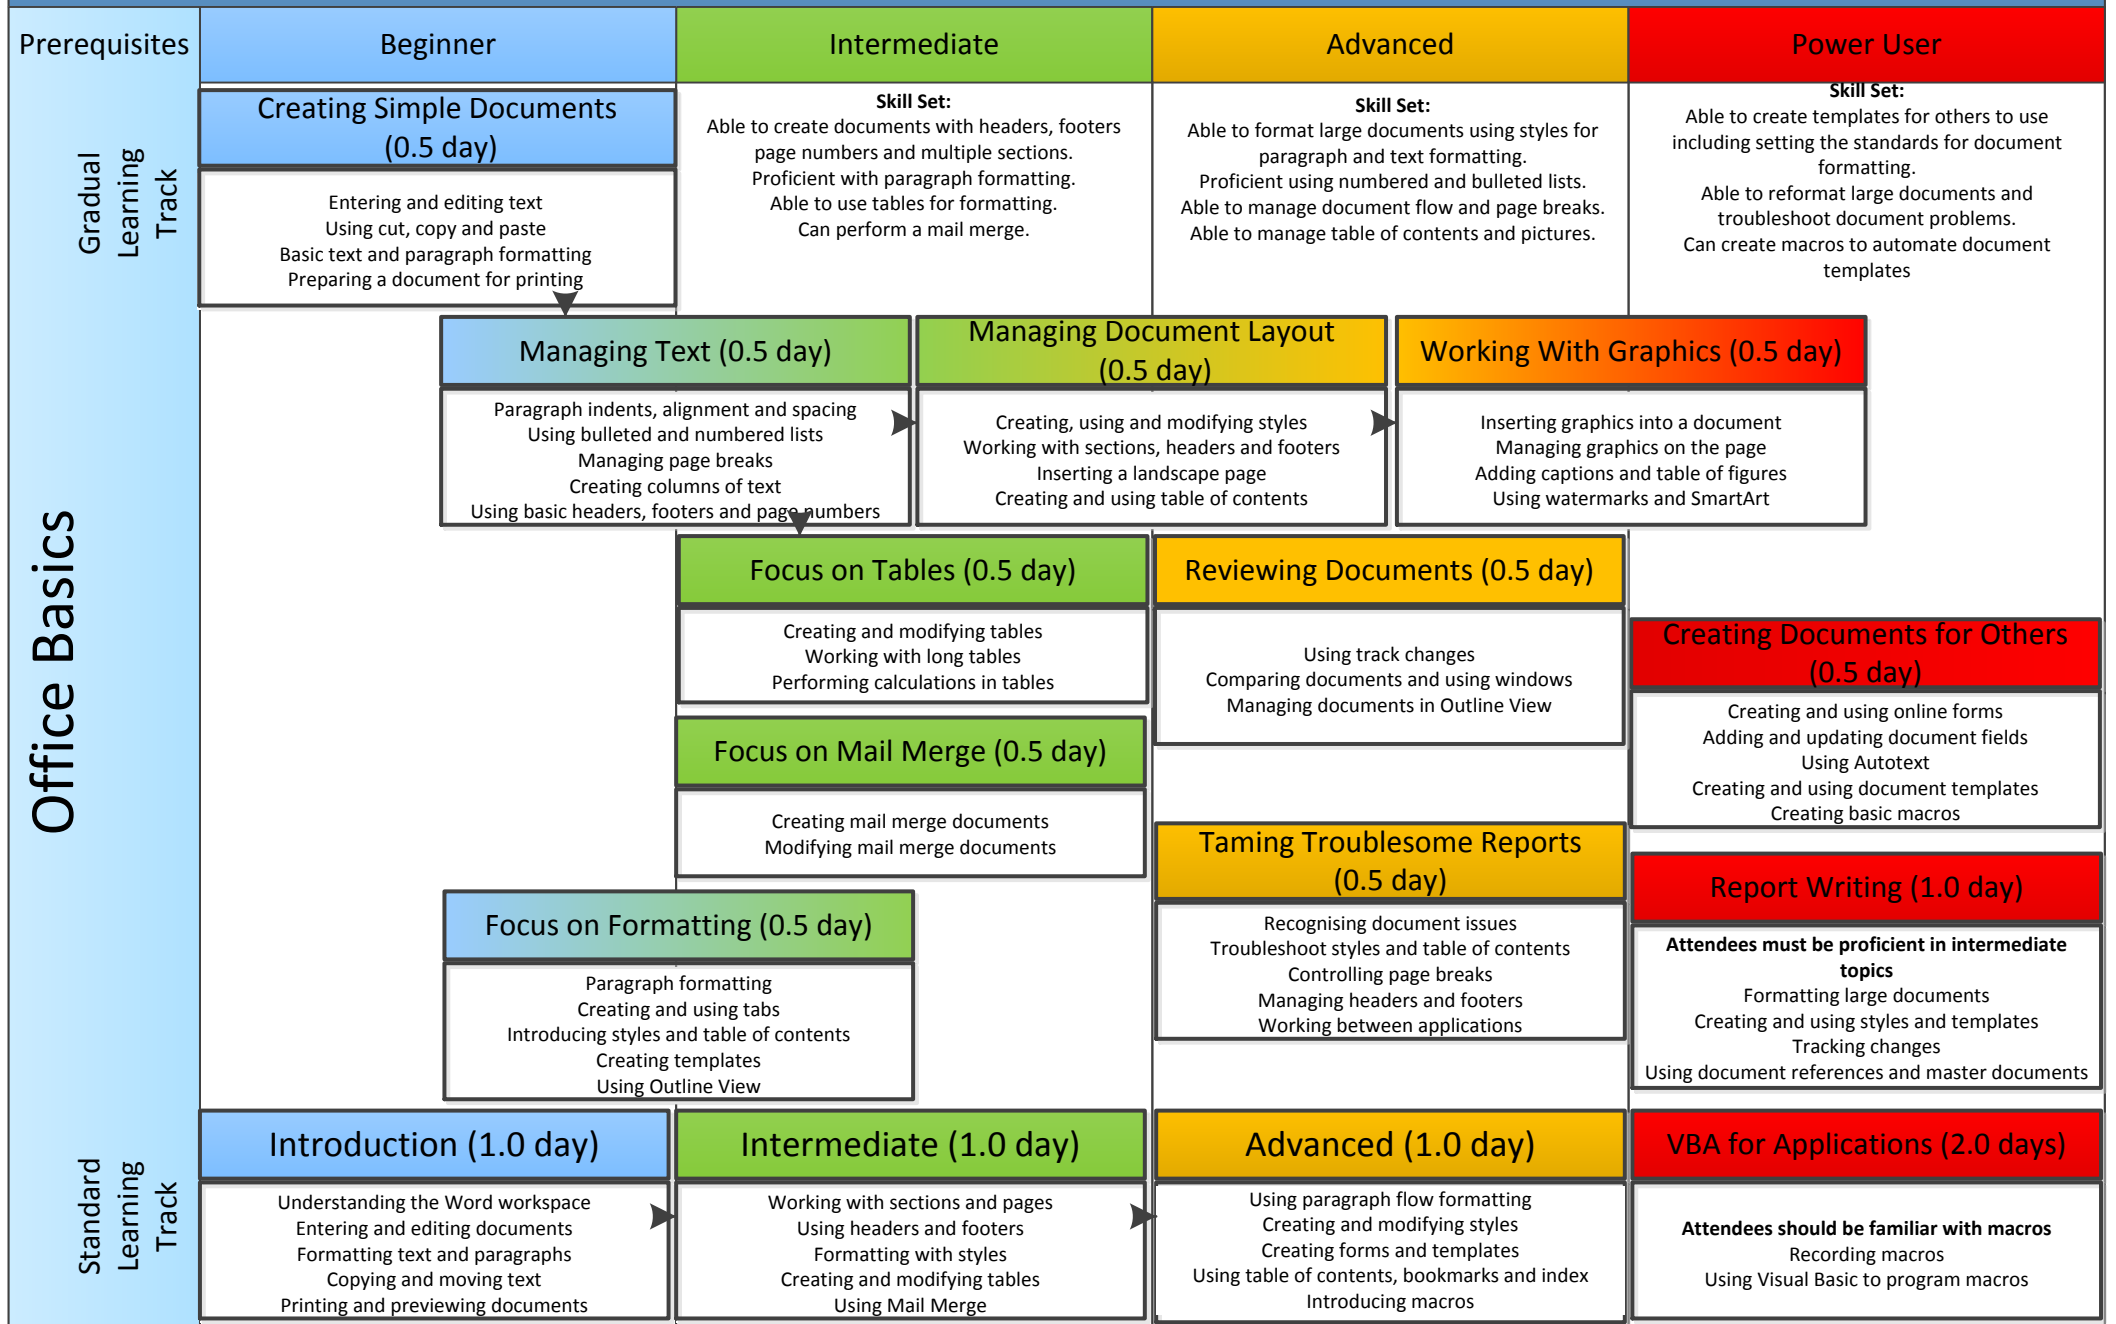 Prerequisites
Beginner
Intermediate
Advanced
Power User
Gradual
Learning
Track
Creating Simple Documents
(0.5 day)
Entering and editing text
Using cut, copy and paste
Basic text and paragraph formatting
Preparing a document for printing
Skill Set:
Able to create documents with headers, footers
page numbers and multiple sections.
Proficient with paragraph formatting.
Able to use tables for formatting.
Can perform a mail merge.
Skill Set:
Able to format large documents using styles for
paragraph and text formatting.
Proficient using numbered and bulleted lists.
Able to manage document flow and page breaks.
Able to manage table of contents and pictures.
Skill Set:
Able to create templates for others to use
including setting the standards for document
formatting.
Able to reformat large documents and
troubleshoot document problems.
Can create macros to automate document
templates
Managing Text (0.5 day)
Paragraph indents, alignment and spacing
Using bulleted and numbered lists
Managing page breaks
Creating columns of text
Using basic headers, footers and page numbers
Managing Document Layout
(0.5 day)
Creating, using and modifying styles
Working with sections, headers and footers
Inserting a landscape page
Creating and using table of contents
Working With Graphics (0.5 day)
Inserting graphics into a document
Managing graphics on the page
Adding captions and table of figures
Using watermarks and SmartArt
Office Basics
Focus on Tables (0.5 day)
Creating and modifying tables
Working with long tables
Performing calculations in tables
Reviewing Documents (0.5 day)
Using track changes
Comparing documents and using windows
Managing documents in Outline View
Creating Documents for Others
(0.5 day)
Creating and using online forms
Adding and updating document fields
Using Autotext
Creating and using document templates
Creating basic macros
Focus on Mail Merge (0.5 day)
Creating mail merge documents
Modifying mail merge documents
Taming Troublesome Reports
(0.5 day)
Recognising document issues
Troubleshoot styles and table of contents
Controlling page breaks
Managing headers and footers
Working between applications
Report Writing (1.0 day)
Attendees must be proficient in intermediate
topics
Formatting large documents
Creating and using styles and templates
Tracking changes
Using document references and master documents
Focus on Formatting (0.5 day)
Paragraph formatting
Creating and using tabs
Introducing styles and table of contents
Creating templates
Using Outline View
Standard
Learning
Track
Introduction (1.0 day)
Understanding the Word workspace
Entering and editing documents
Formatting text and paragraphs
Copying and moving text
Printing and previewing documents
Intermediate (1.0 day)
Working with sections and pages
Using headers and footers
Formatting with styles
Creating and modifying tables
Using Mail Merge
Advanced (1.0 day)
Using paragraph flow formatting
Creating and modifying styles
Creating forms and templates
Using table of contents, bookmarks and index
Introducing macros
VBA for Applications (2.0 days)
Attendees should be familiar with macros
Recording macros
Using Visual Basic to program macros